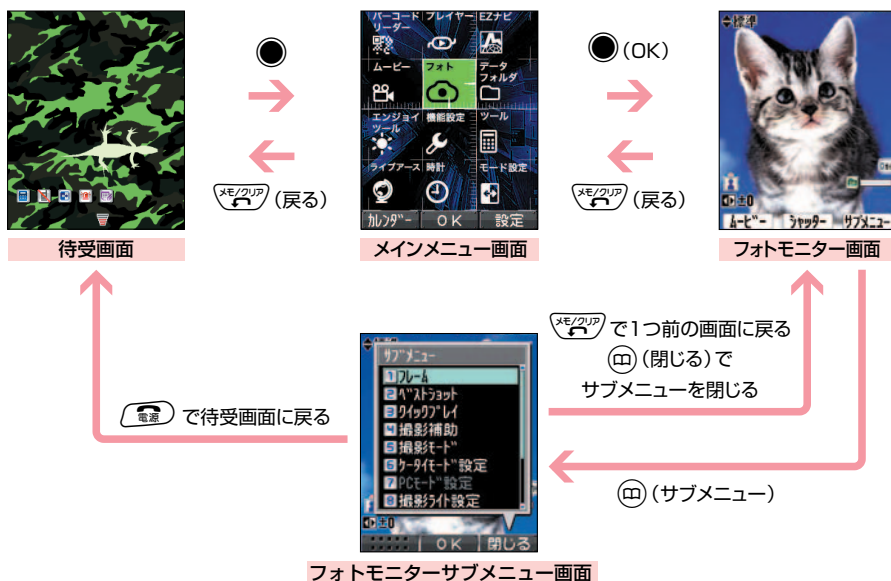 (OK)
メモ/クリア (戻る)
メモ/クリア (戻る)
バーコード
リーダー
プレイヤー
EZナビ
ムービー
フォト
データ
フォルダ
エンジョイ
ツール
機能設定
ツール
ライブアース
時計
モード設定
カレンダー OK 設定
標準
±0
ムービー シャッター サブメニュー
待受画面
メインメニュー画面
フォトモニター画面
メモ/クリア で1つ前の画面に戻る
(閉じる)で
サブメニューを閉じる
電源 で待受画面に戻る
サブメニュー
1 フレーム
2 ベストショット
3 クイックプレイ
4 撮影補助
5 撮影モード
6 ケータイモード設定
7 PCモード設定
8 撮影ライト設定
±0
OK 閉じる
(サブメニュー)
フォトモニターサブメニュー画面